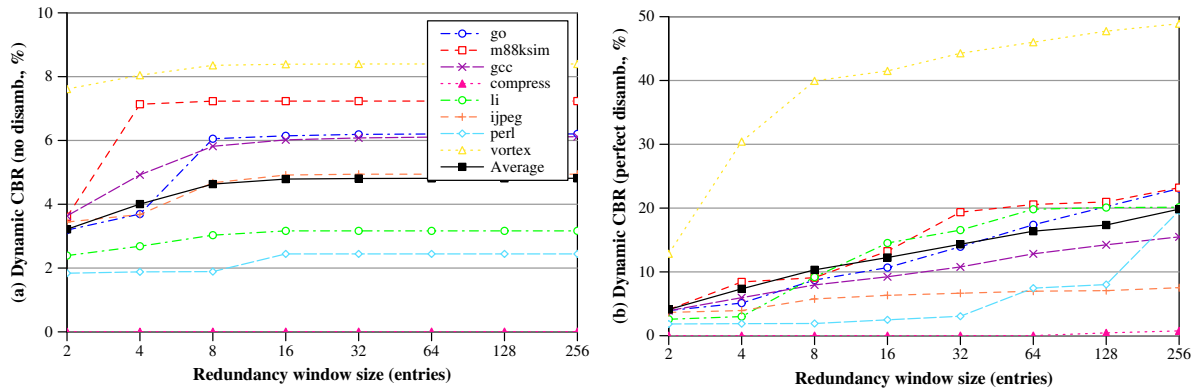 (a) Dynamic CBR (no disamb., %)
10
8
6
4
2
0
2 4 8 16 32 64 128 256
Redundancy window size (entries)
go
m88ksim
gcc
compress
li
ijpeg
perl
vortex
Average
(b) Dynamic CBR (perfect disamb., %)
50
40
30
20
10
0
2 4 8 16 32 64 128 256
Redundancy window size (entries)